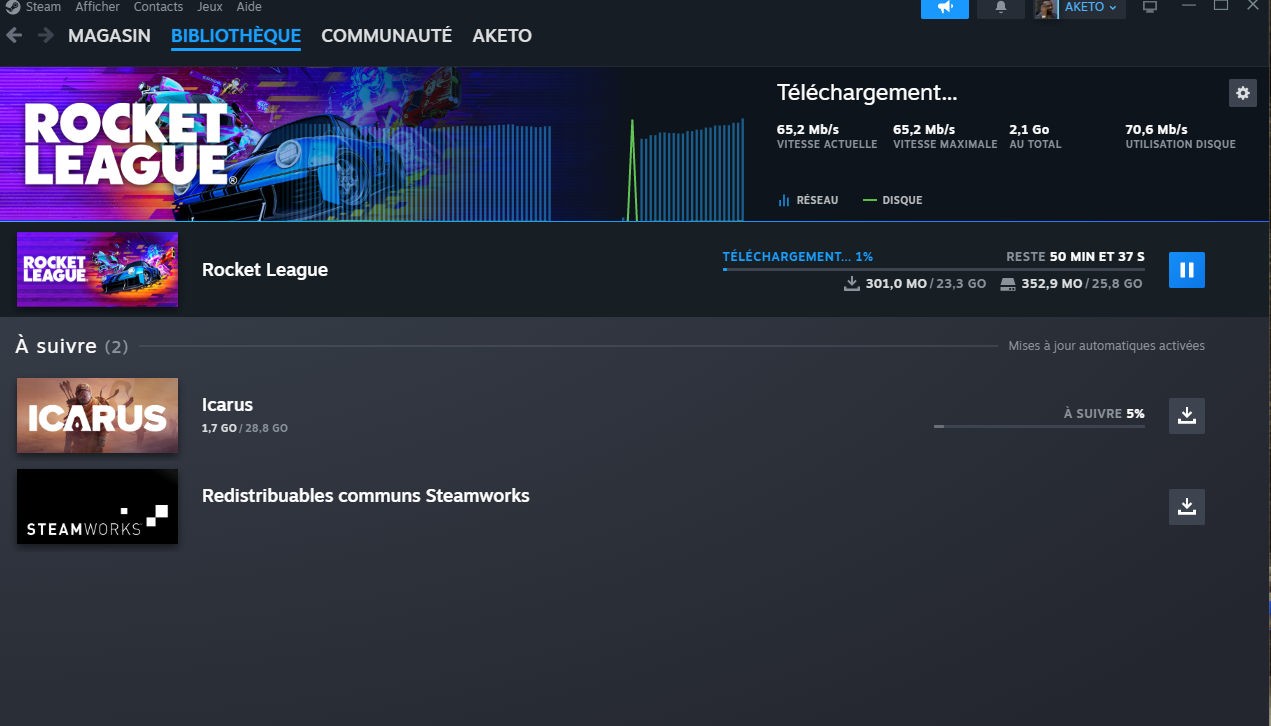 Steam Afficher Contacts Jeux Aide
AKETO
MAGASIN BIBLIOTHÈQUE COMMUNAUTÉ AKETO
ROCKET
LEAGUE®
Téléchargement...
65,2 Mb/s 65,2 Mb/s 2,1 Go 70,6 Mb/s
VITESSE ACTUELLE VITESSE MAXIMALE AU TOTAL UTILISATION DISQUE
RÉSEAU DISQUE
ROCKET
LEAGUE
Rocket League
TÉLÉCHARGEMENT... 1% RESTE 50 MIN ET 37 S
301,0 MO / 23,3 GO 352,9 MO / 25,8 GO
À suivre (2) Mises à jour automatiques activées
ICARUS
Icarus
1,7 GO / 28,8 GO
À SUIVRE 5%
STEAMWORKS
Redistribuables communs Steamworks